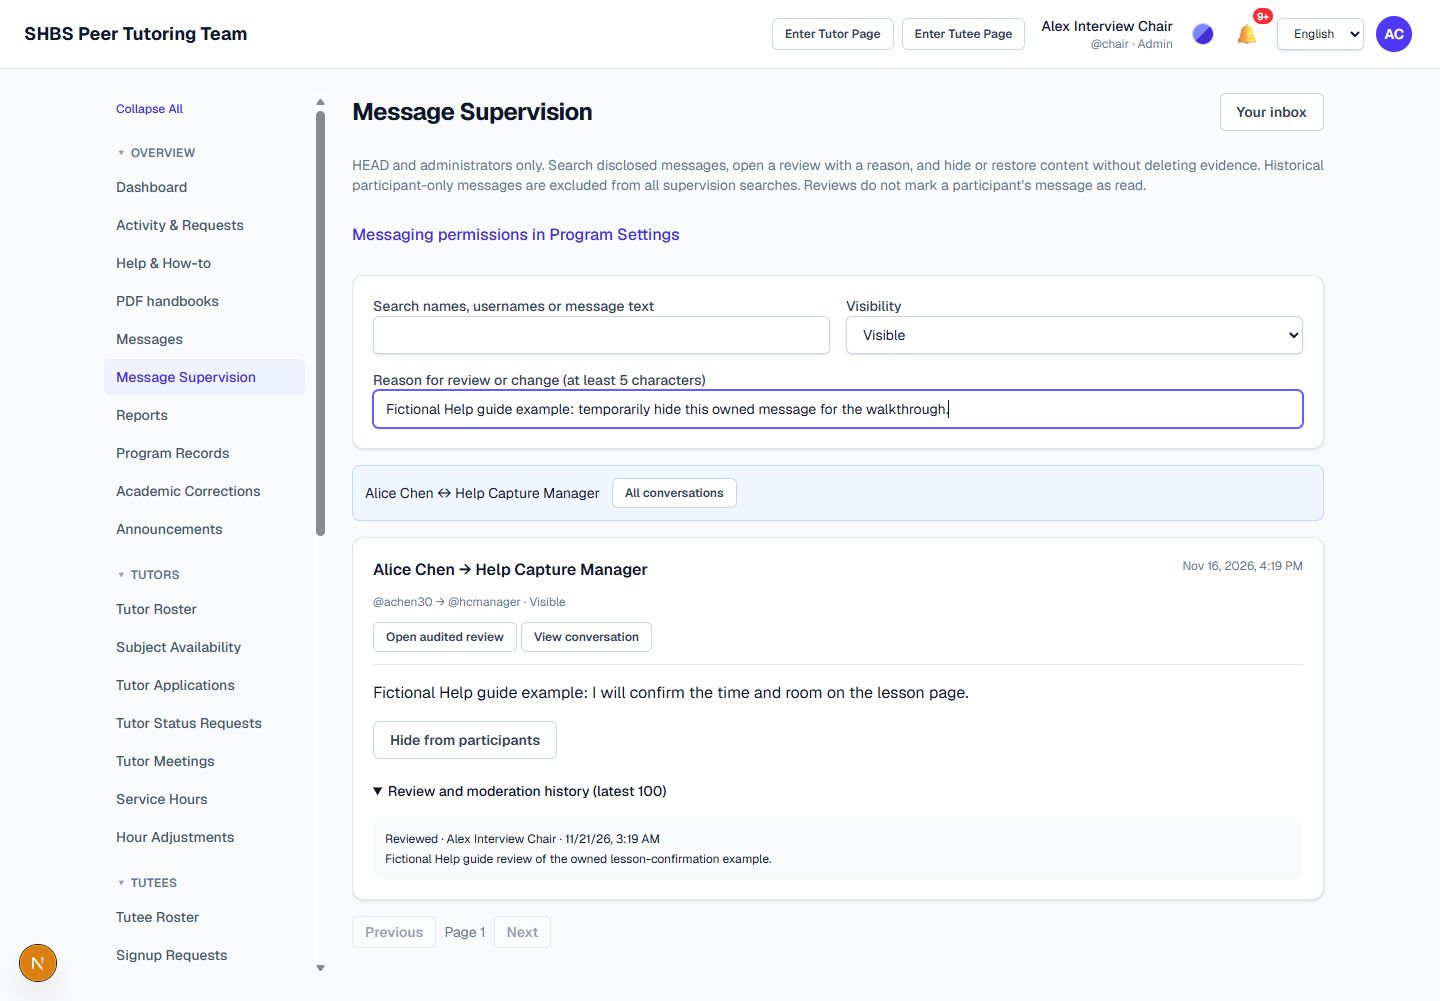 SHBS Peer Tutoring Team
Enter Tutor Page
Enter Tutee Page
Alex Interview Chair
@chair · Admin
9+
English
AC
Collapse All
OVERVIEW
Dashboard
Activity & Requests
Help & How-to
PDF handbooks
Messages
Message Supervision
Reports
Program Records
Academic Corrections
Announcements
TUTORS
Tutor Roster
Subject Availability
Tutor Applications
Tutor Status Requests
Tutor Meetings
Service Hours
Hour Adjustments
TUTEES
Tutee Roster
Signup Requests
N
Message Supervision
Your inbox
HEAD and administrators only. Search disclosed messages, open a review with a reason, and hide or restore content without deleting evidence. Historical
participant-only messages are excluded from all supervision searches. Reviews do not mark a participant's message as read.
Messaging permissions in Program Settings
Search names, usernames or message text
Visibility
Visible
Reason for review or change (at least 5 characters)
Fictional Help guide example: temporarily hide this owned message for the walkthrough.
Alice Chen ↔ Help Capture Manager
All conversations
Alice Chen → Help Capture Manager
Nov 16, 2026, 4:19 PM
@achen30 → @hcmanager · Visible
Open audited review
View conversation
Fictional Help guide example: I will confirm the time and room on the lesson page.
Hide from participants
▼ Review and moderation history (latest 100)
Reviewed · Alex Interview Chair · 11/21/26, 3:19 AM
Fictional Help guide review of the owned lesson-confirmation example.
Previous
Page 1
Next